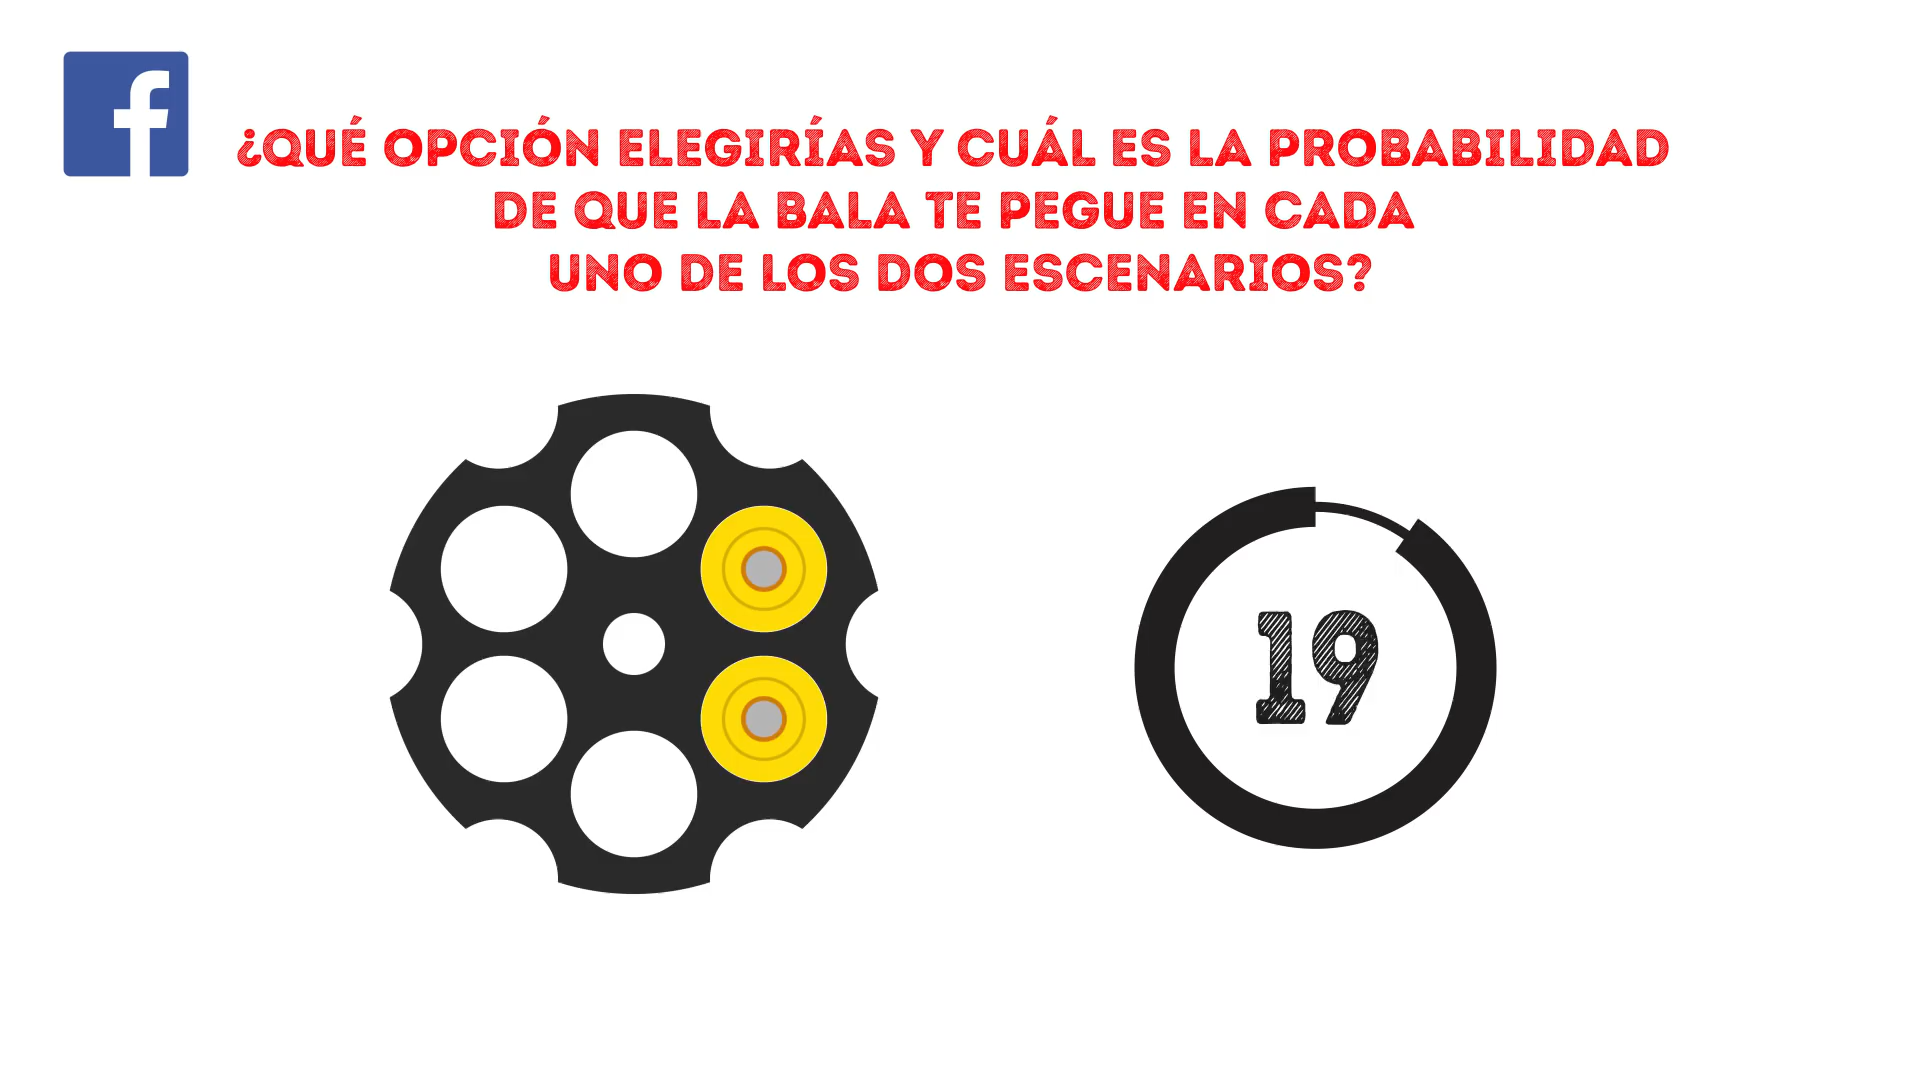 ¿QUÉ OPCIÓN ELEGIRÍAS Y CUÁL ES LA PROBABILIDAD
DE QUE LA BALA TE PEGUE EN CADA
UNO DE LOS DOS ESCENARIOS?
19